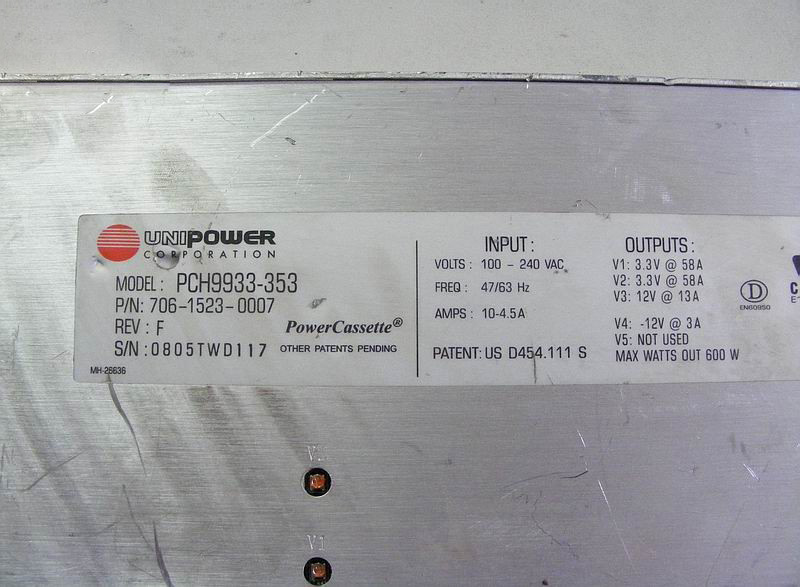 UNIPOWER
CORPORATION
MODEL: PCH9933-353
P/N: 706-1523-0007
REV: F
PowerCassette®
S/N: 0805TWD117
OTHER PATENTS PENDING
MH-26636
INPUT:
VOLTS: 100 - 240 VAC
FREQ: 47/63 Hz
AMPS: 10-4.5A
PATENT: US D454.111 S
OUTPUTS:
V1: 3.3V @ 58A
V2: 3.3V @ 58A
V3: 12V @ 13A
V4: -12V @ 3A
V5: NOT USED
MAX WATTS OUT 600 W
D
EN60950
V1